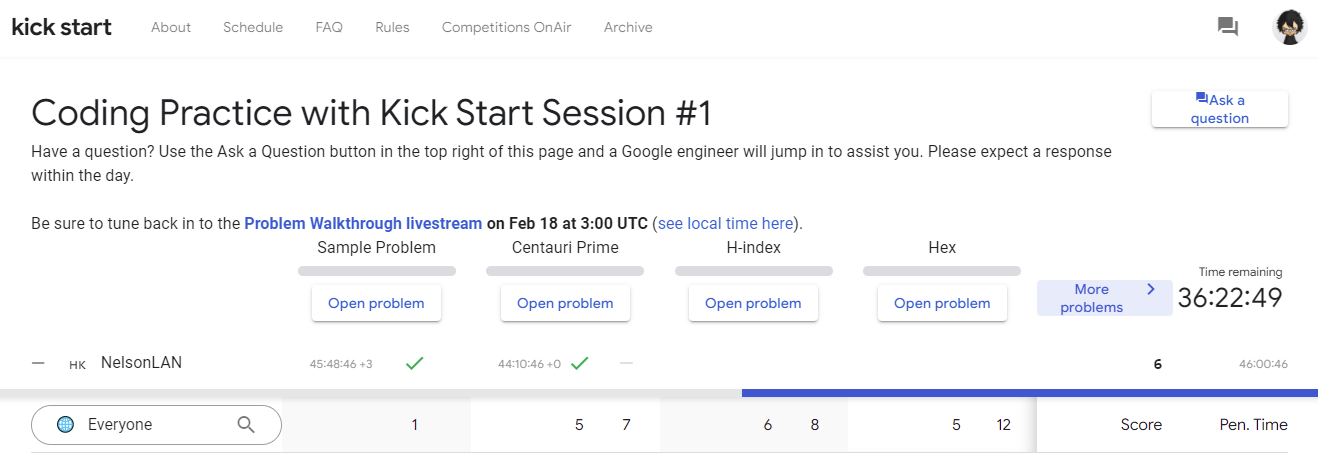 kick start About Schedule FAQ Rules Competitions OnAir Archive
Coding Practice with Kick Start Session #1
Ask a
question
Have a question? Use the Ask a Question button in the top right of this page and a Google engineer will jump in to assist you. Please expect a response
within the day.
Be sure to tune back in to the Problem Walkthrough livestream on Feb 18 at 3:00 UTC (see local time here).
Sample Problem Centauri Prime H-index Hex
Time remaining
Open problem Open problem Open problem Open problem More
problems 36:22:49
HK NelsonLAN 45:48:46 +3 44:10:46 +0 — 6 46:00:46
Everyone 1 5 7 6 8 5 12 Score Pen. Time